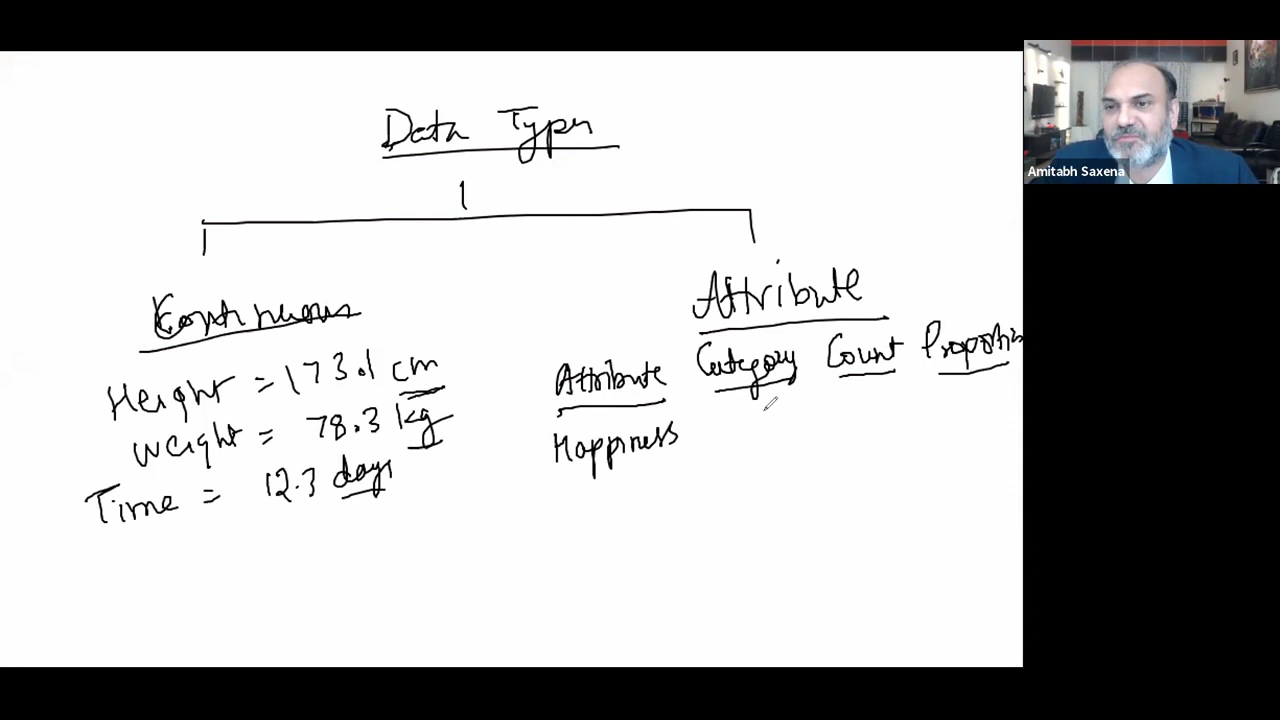 Data Types
Continuous
Attribute
Height = 173.1 cm
Weight = 78.3 kg
Time = 12.3 days
Attribute Category Count Proportion
Happiness
Amitabh Saxena